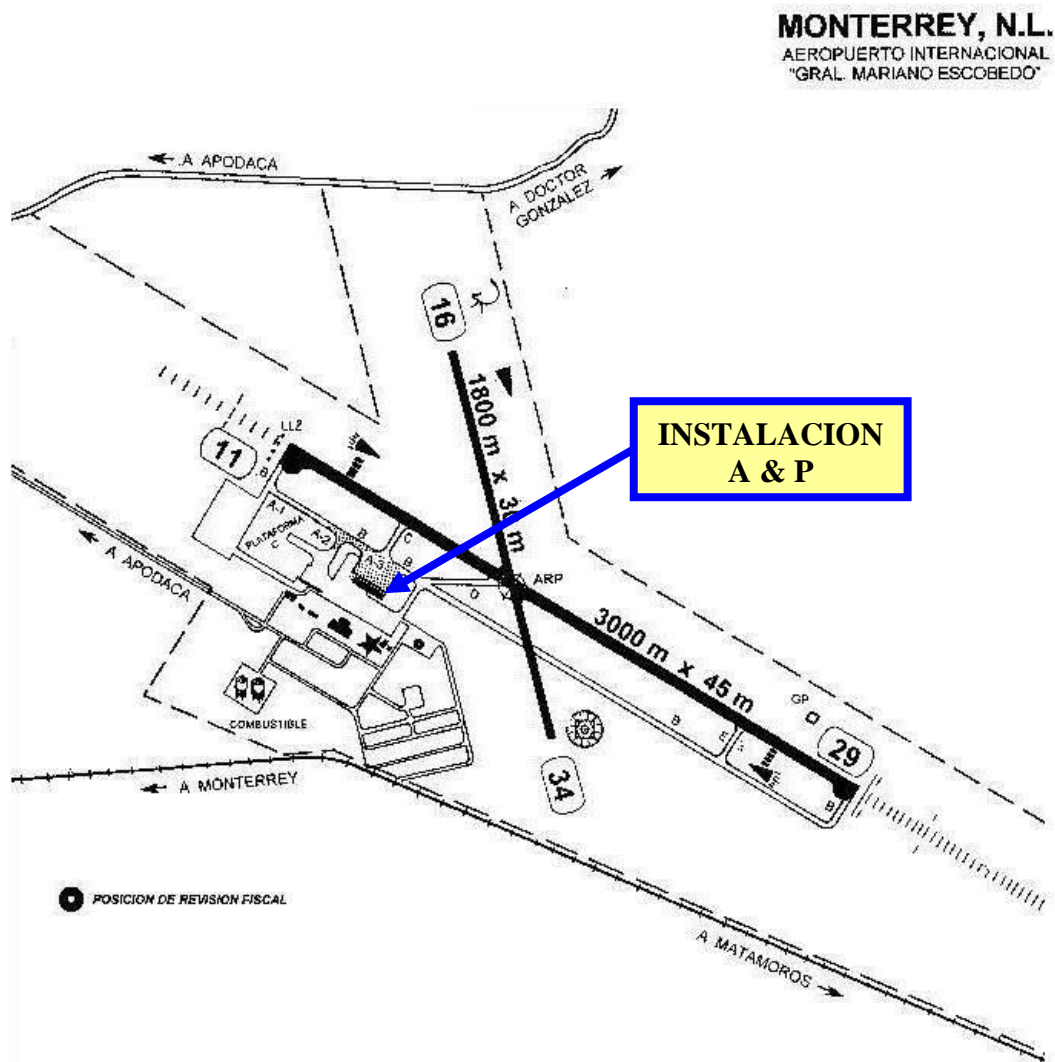 MONTERREY, N.L.
AEROPUERTO INTERNACIONAL
"GRAL. MARIANO ESCOBEDO"
A APODACA
A DOCTOR
GONZALEZ
16
1800 m x 30 m
INSTALACION
A & P
LLZ
11
B
A-1
PLATAFORMA
C
A-2
B
C
A-3
B
A APODACA
D
ARP
3000 m x 45 m
GP
29
B
E
B
COMBUSTIBLE
A MONTERREY
34
POSICION DE REVISION FISCAL
A MATAMOROS